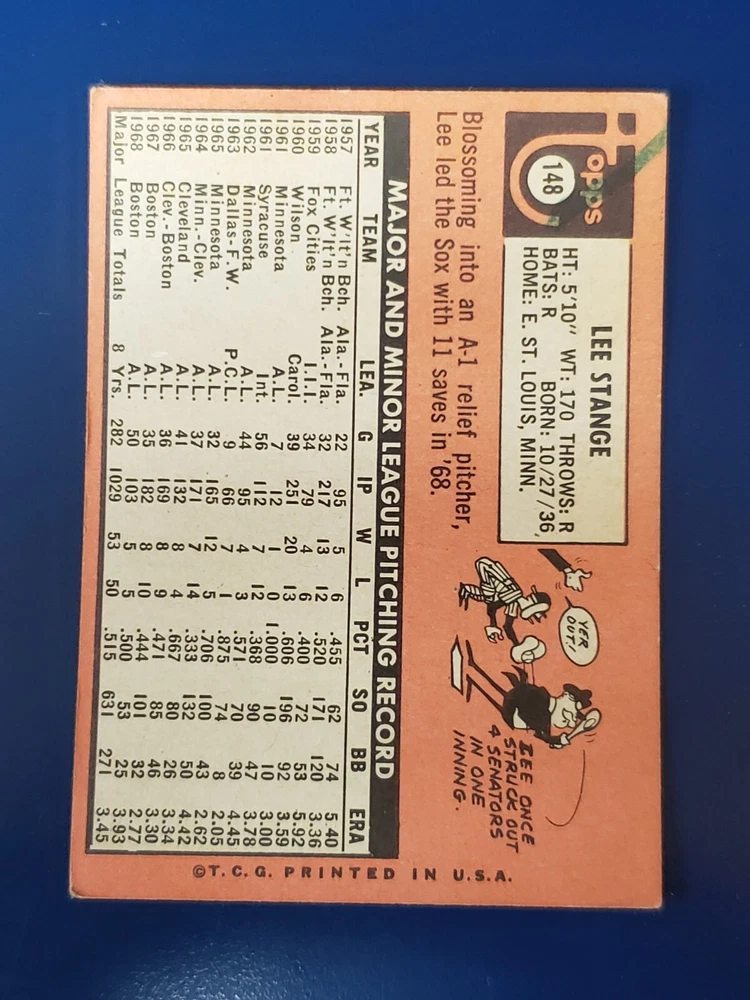 Topps
148
LEE STANGE
HT: 5'10" WT: 170 THROWS: R
BATS: R BORN: 10/27/36,
HOME: E. ST. LOUIS, MINN.
Blossoming into an A-1 relief pitcher,
Lee led the Sox with 11 saves in '68.
YER
OUT!
LEE ONCE
STRUCK OUT
4 SENATORS
IN ONE
INNING.
MAJOR AND MINOR LEAGUE PITCHING RECORD
YEAR TEAM LEA. G IP W L PCT SO BB ERA
1957 Ft. W'lt'n Bch. Ala.-Fla. 22 95 5 6 .455 62 74 5.40
1958 Ft. W'lt'n Bch. Ala.-Fla. 32 217 13 12 .520 171 120 3.36
1959 Fox Cities I.I.I. 34 79 4 6 .400 72 53 5.92
1960 Wilson Carol. 39 251 20 13 .606 196 92 3.59
1961 Minnesota A.L. 7 12 1 0 1.000 10 10 3.00
1961 Syracuse Int. 56 112 7 12 .368 90 47 3.78
1962 Minnesota A.L. 44 95 4 3 .571 70 39 4.45
1963 Dallas-F.W. P.C.L. 9 66 7 1 .875 74 8 2.05
1965 Minnesota A.L. 32 165 12 5 .706 100 43 2.62
1964 Minn.-Clev. A.L. 37 171 7 14 .333 132 50 4.42
1965 Cleveland A.L. 41 132 8 4 .667 80 26 3.34
1966 Clev.-Boston A.L. 36 169 8 9 .471 85 46 3.30
1967 Boston A.L. 35 182 8 10 .444 101 32 2.77
1968 Boston A.L. 50 103 5 5 .500 53 25 3.93
Major League Totals 8 Yrs. 282 1029 53 50 .515 631 271 3.45
©T.C.G. PRINTED IN U.S.A.